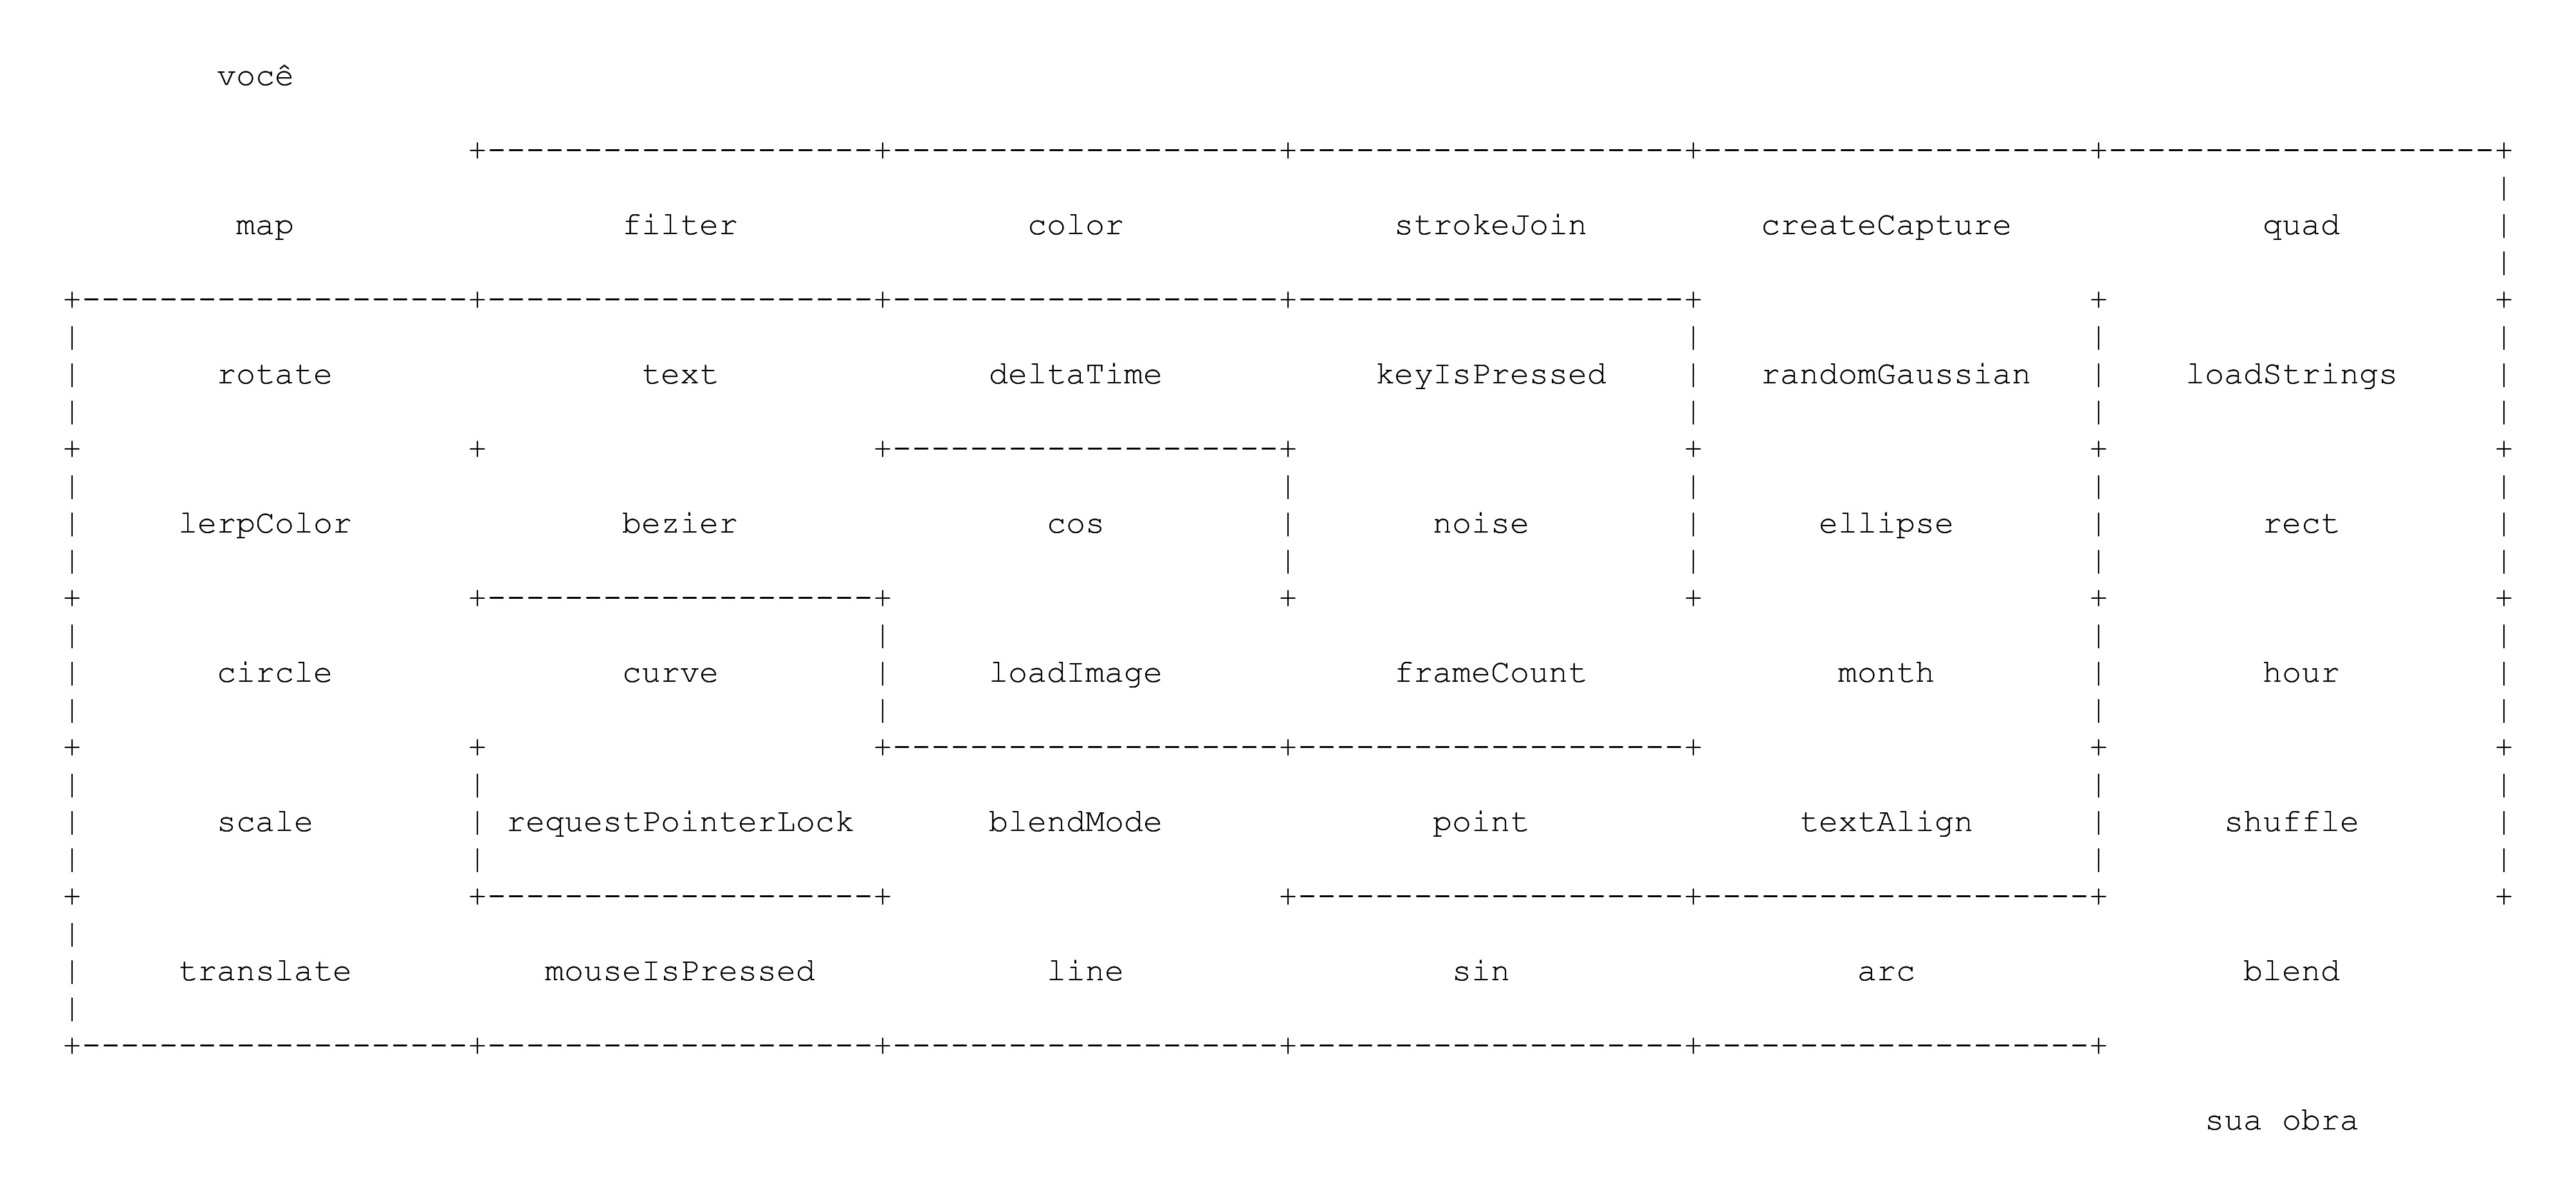 você
map filter color strokeJoin createCapture quad
rotate text deltaTime keyIsPressed randomGaussian loadStrings
lerpColor bezier cos noise ellipse rect
circle curve loadImage frameCount month hour
scale requestPointerLock blendMode point textAlign shuffle
translate mouseIsPressed line sin arc blend
sua obra